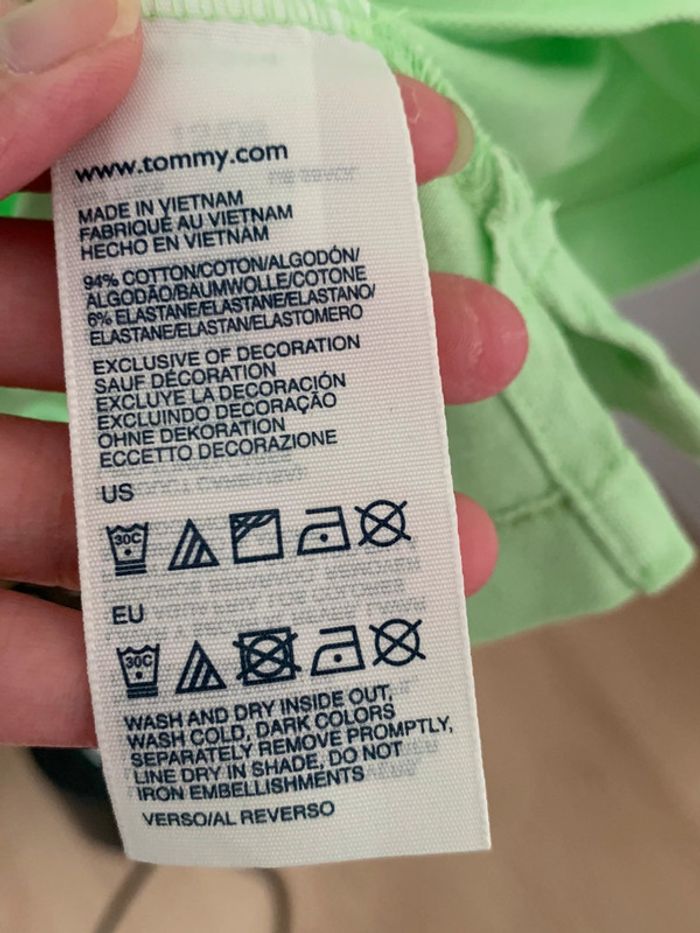 www.tommy.com
MADE IN VIETNAM
FABRIQUÉ AU VIETNAM
HECHO EN VIETNAM
94% COTTON/COTON/ALGODÓN/
ALGODÃO/BAUMWOLLE/COTONE
6% ELASTANE/ELASTANE/ELASTANO/
ELASTANE/ELASTAN/ELASTOMERO
EXCLUSIVE OF DECORATION
SAUF DÉCORATION
EXCLUYE LA DECORACIÓN
EXCLUINDO DECORAÇÃO
OHNE DEKORATION
ECCETTO DECORAZIONE
US
30C
EU
30C
WASH AND DRY INSIDE OUT,
WASH COLD, DARK COLORS
SEPARATELY REMOVE PROMPTLY,
LINE DRY IN SHADE, DO NOT
IRON EMBELLISHMENTS
VERSO/AL REVERSO